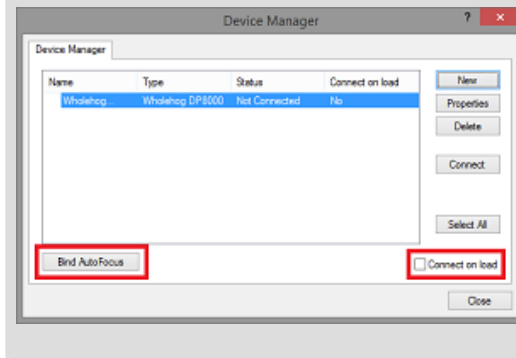 Device Manager
?
×
Device Manager
Name Type Status Connect on load
Wholehog... Wholehog DP8000 Not Connected No
New
Properties
Delete
Connect
Select All
Bind AutoFocus
Connect on load
Close